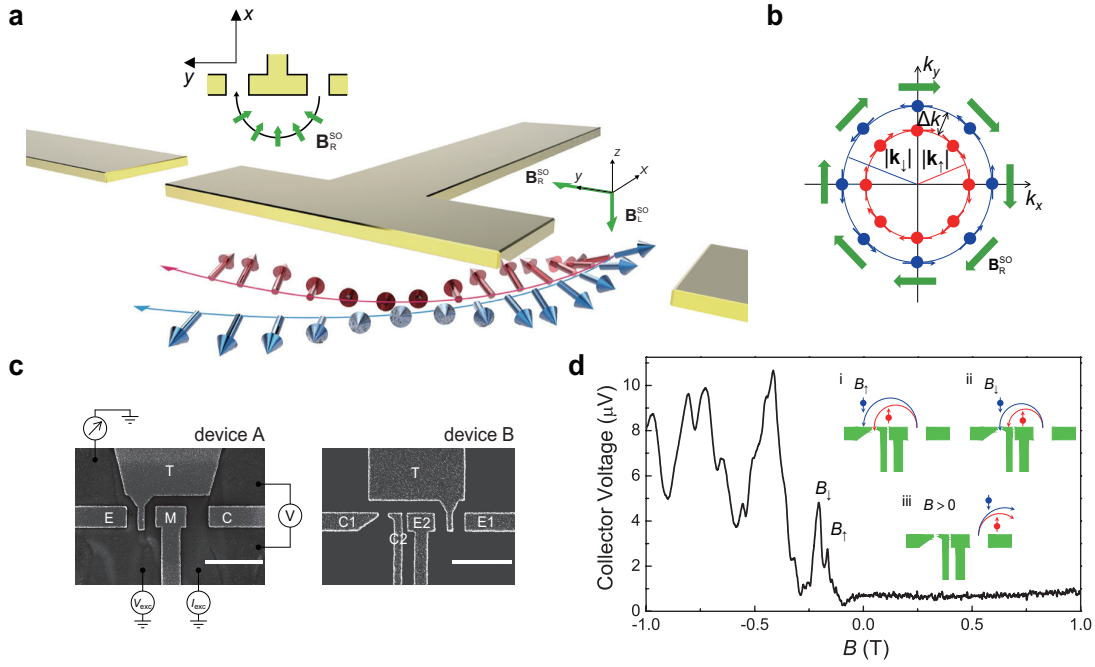 a
x
y
B_R^SO
z
x
y
B_R^SO
B_L^SO
b
k_y
Δk
|k↓| |k↑|
k_x
B_R^SO
c
device A
device B
T
T
E M C
C1 C2 E2 E1
V
V_exc
I_exc
d
Collector Voltage (μV)
10
8
6
4
2
0
-1.0 -0.5 0.0 0.5 1.0
B (T)
B↓
B↑
i B↑
ii B↓
iii B > 0